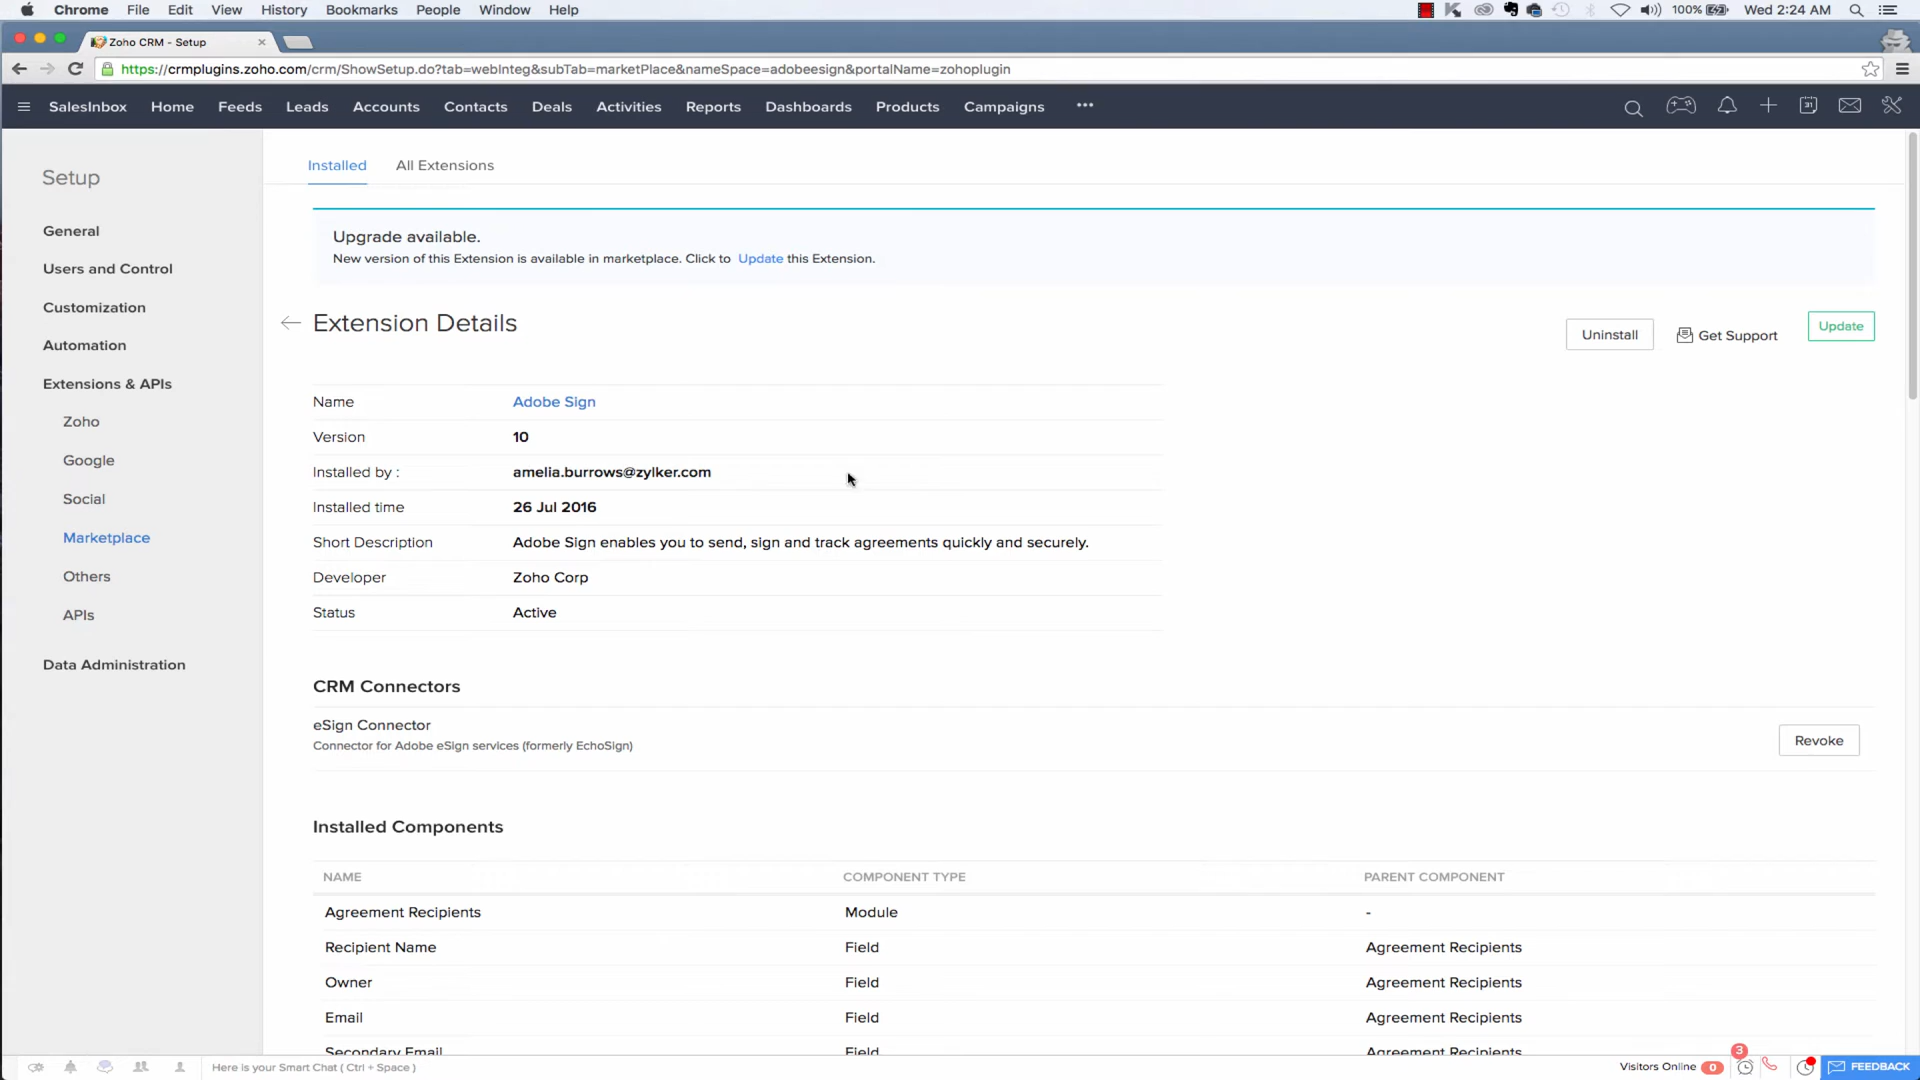 Chrome File Edit View History Bookmarks People Window Help 100% Wed 2:24 AM
Zoho CRM - Setup
https://crmplugins.zoho.com/crm/ShowSetup.do?tab=webInteg&subTab=marketPlace&nameSpace=adobeesign&portalName=zohoplugin
SalesInbox Home Feeds Leads Accounts Contacts Deals Activities Reports Dashboards Products Campaigns ••• 31
Setup
General
Users and Control
Customization
Automation
Extensions & APIs
Zoho
Google
Social
Marketplace
Others
APIs
Data Administration
Installed All Extensions
Upgrade available.
New version of this Extension is available in marketplace. Click to Update this Extension.
Extension Details
Uninstall Get Support Update
Name Adobe Sign
Version 10
Installed by : amelia.burrows@zylker.com
Installed time 26 Jul 2016
Short Description Adobe Sign enables you to send, sign and track agreements quickly and securely.
Developer Zoho Corp
Status Active
CRM Connectors
eSign Connector
Connector for Adobe eSign services (formerly EchoSign)
Revoke
Installed Components
NAME COMPONENT TYPE PARENT COMPONENT
Agreement Recipients Module -
Recipient Name Field Agreement Recipients
Owner Field Agreement Recipients
Email Field Agreement Recipients
Secondary Email Field Agreement Recipients
Here is your Smart Chat ( Ctrl + Space ) Visitors Online 0 3 FEEDBACK